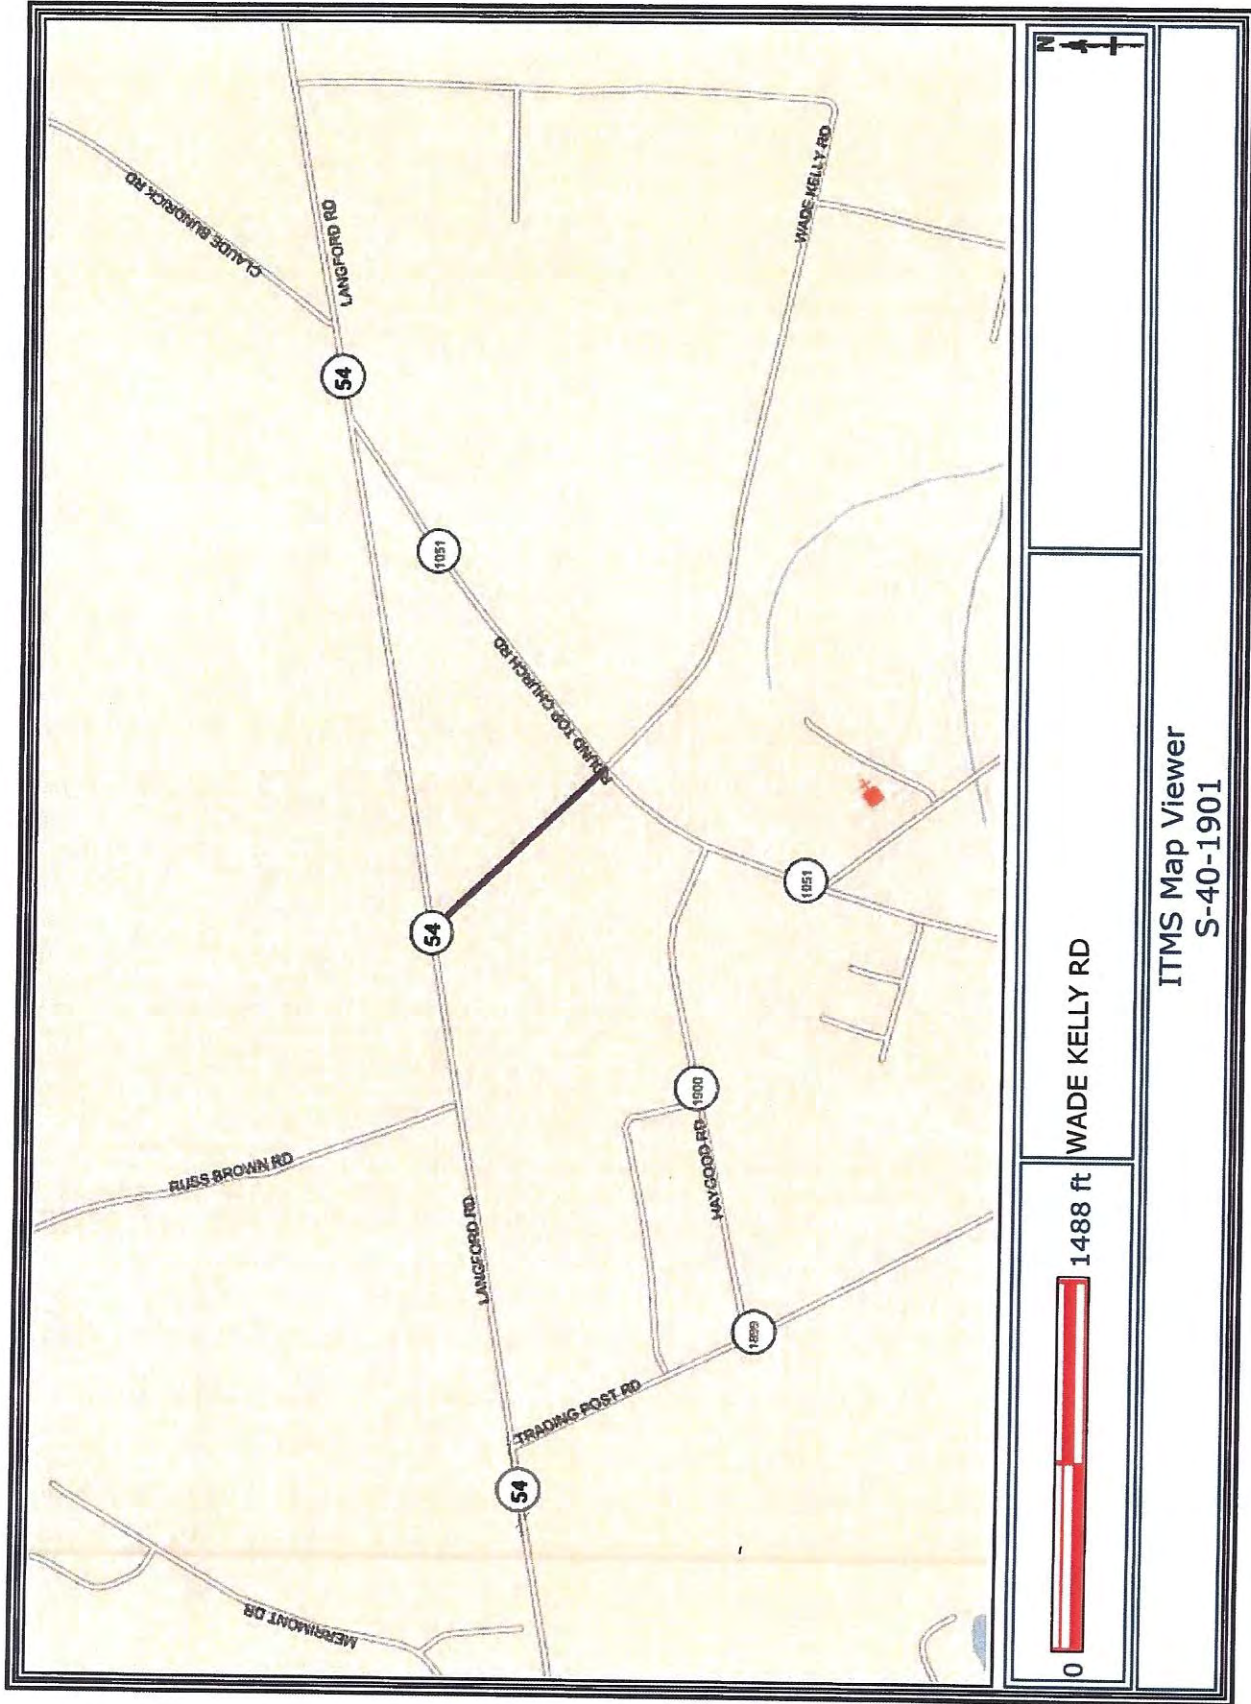 CLAUDE BUNDRICK RD
LANGFORD RD
54
1051
ROUND TOP CHURCH RD
WADE KELLY RD
54
RUSS BROWN RD
LANGFORD RD
1051
1900
HAYGOOD RD
1899
TRADING POST RD
54
MERRIMONT DR
0
1488 ft
WADE KELLY RD
N
ITMS Map Viewer
S-40-1901